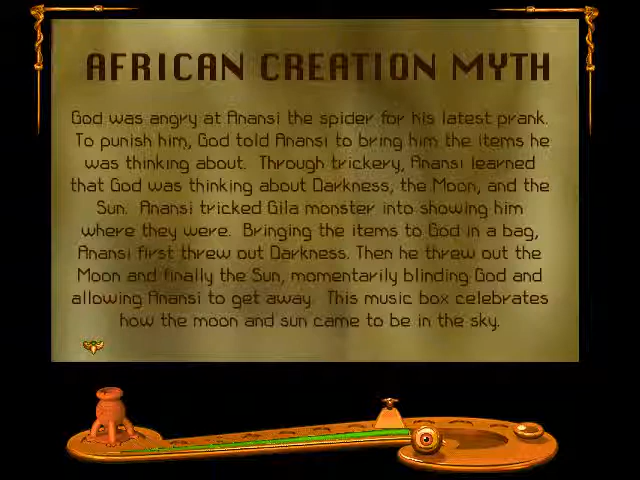 AFRICAN CREATION MYTH
God was angry at Anansi the spider for his latest prank.
To punish him, God told Anansi to bring him the items he
was thinking about. Through trickery, Anansi learned
that God was thinking about Darkness, the Moon, and the
Sun. Anansi tricked Gila monster into showing him
where they were. Bringing the items to God in a bag,
Anansi first threw out Darkness. Then he threw out the
Moon and finally the Sun, momentarily blinding God and
allowing Anansi to get away. This music box celebrates
how the moon and sun came to be in the sky.